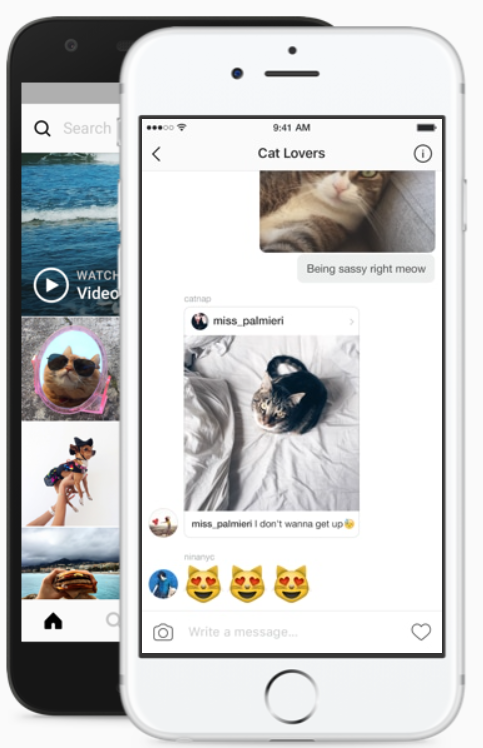 Search
WATCH
Video
9:41 AM
Cat Lovers
Being sassy right meow
catnap
miss_palmieri
miss_palmieri I don't wanna get up
ninanyc
Write a message...